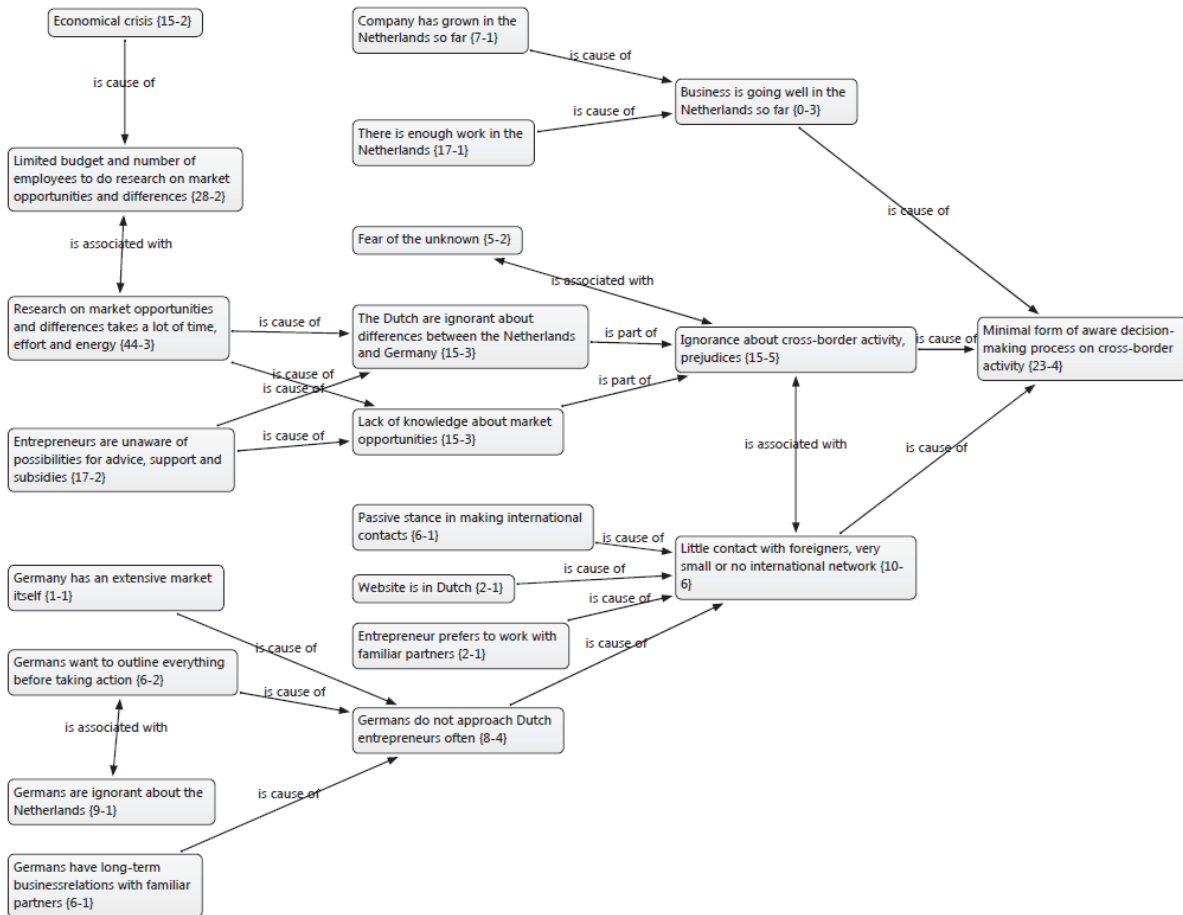 Economical crisis {15-2}
is cause of
Limited budget and number of
employees to do research on market
opportunities and differences {28-2}
is associated with
Research on market opportunities
and differences takes a lot of time,
effort and energy {44-3}
Entrepreneurs are unaware of
possibilities for advice, support and
subsidies {17-2}
is cause of
is cause of
is cause of
is cause of
Company has grown in the
Netherlands so far {7-1}
There is enough work in the
Netherlands {17-1}
is cause of
is cause of
Business is going well in the
Netherlands so far {0-3}
is cause of
Fear of the unknown {5-2}
is associated with
The Dutch are ignorant about
differences between the Netherlands
and Germany {15-3}
is part of
Lack of knowledge about market
opportunities {15-3}
is part of
Ignorance about cross-border activity,
prejudices {15-5}
is cause of
Minimal form of aware decision-
making process on cross-border
activity {23-4}
is associated with
is cause of
Passive stance in making international
contacts {6-1}
is cause of
Website is in Dutch {2-1}
is cause of
Entrepreneur prefers to work with
familiar partners {2-1}
is cause of
Little contact with foreigners, very
small or no international network {10-
6}
is cause of
Germany has an extensive market
itself {1-1}
is cause of
Germans want to outline everything
before taking action {6-2}
is cause of
is associated with
Germans do not approach Dutch
entrepreneurs often {8-4}
Germans are ignorant about the
Netherlands {9-1}
is cause of
Germans have long-term
businessrelations with familiar
partners {6-1}